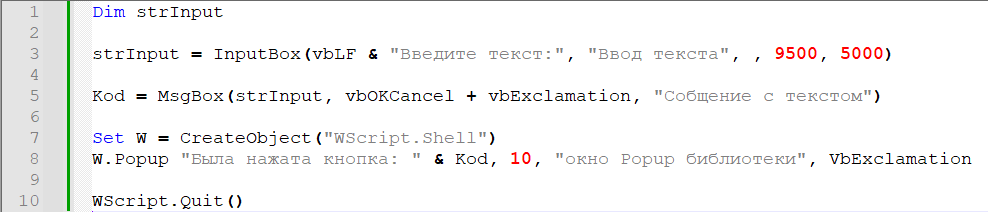 1 Dim strInput
2
3 strInput = InputBox(vbLF & "Введите текст:", "Ввод текста", , 9500, 5000)
4
5 Kod = MsgBox(strInput, vbOKCancel + vbExclamation, "Собщение с текстом")
6
7 Set W = CreateObject("WScript.Shell")
8 W.Popup "Была нажата кнопка: " & Kod, 10, "окно Popup библиотеки", VbExclamation
9
10 WScript.Quit()